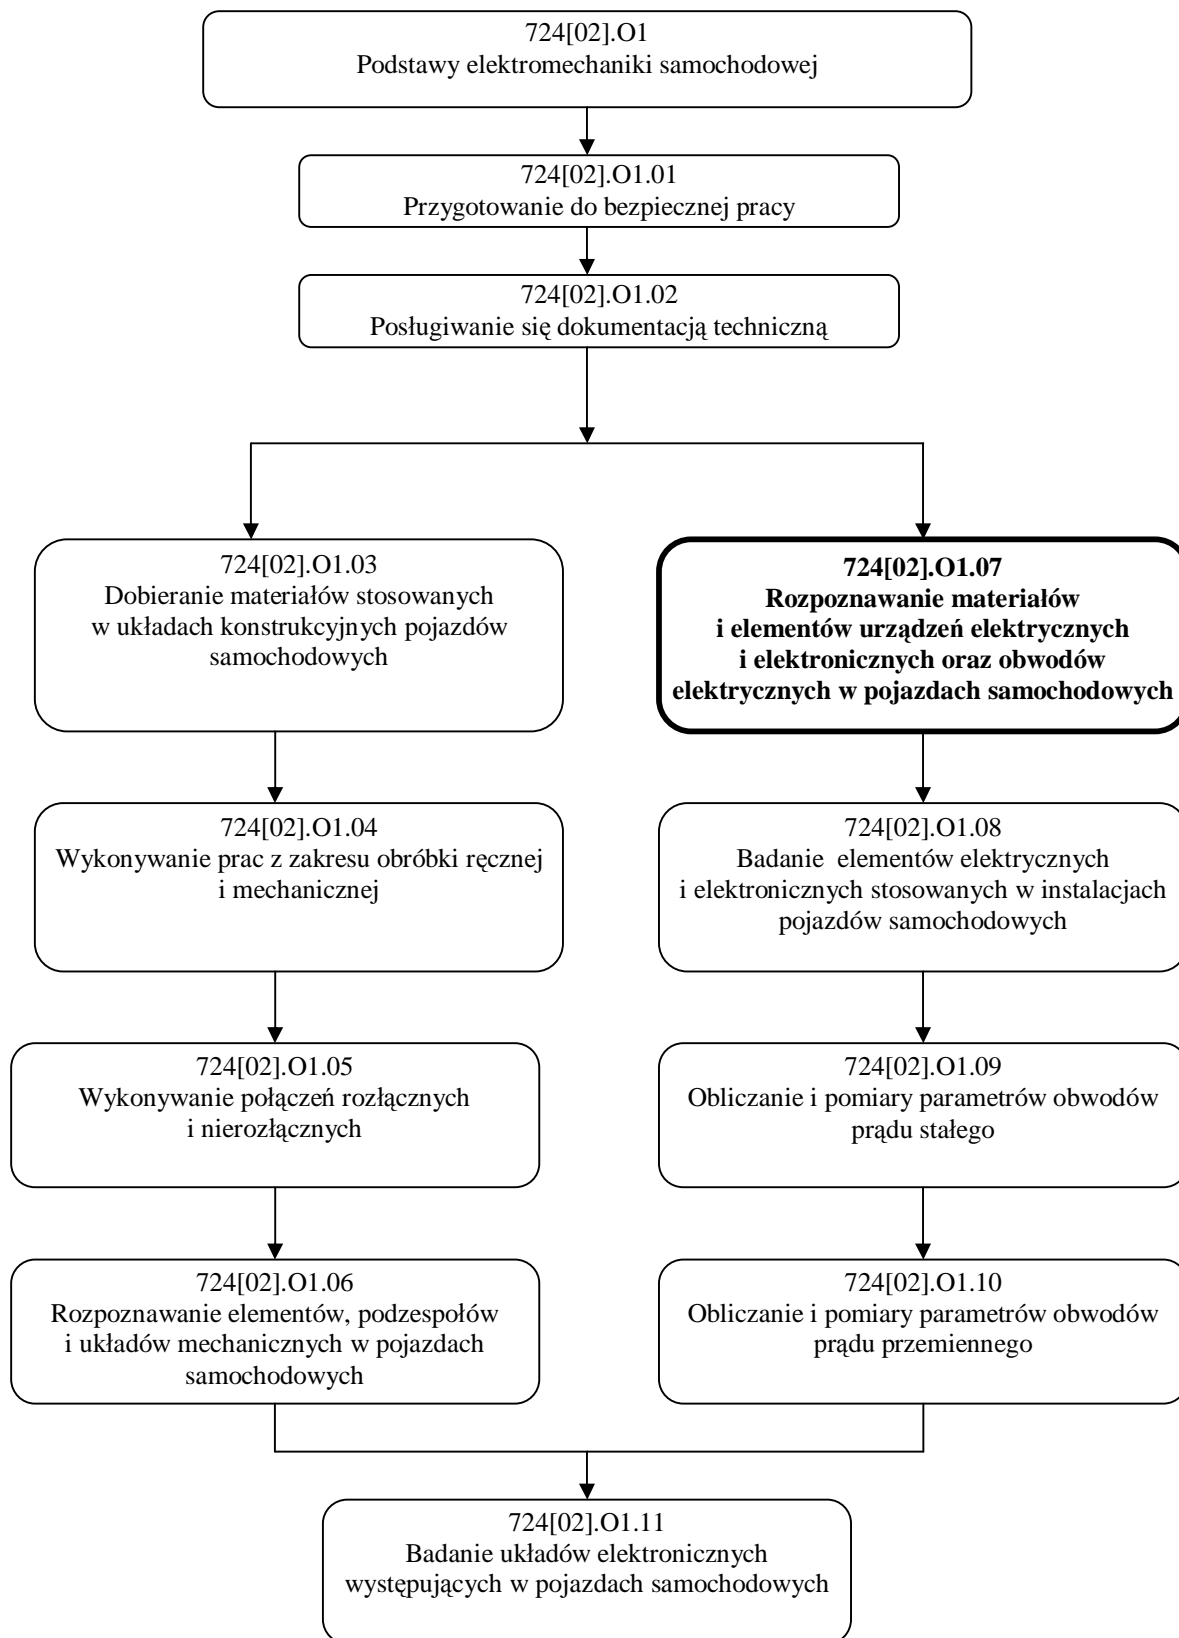 724[02].O1
Podstawy elektromechaniki samochodowej
724[02].O1.01
Przygotowanie do bezpiecznej pracy
724[02].O1.02
Posługiwanie się dokumentacją techniczną
724[02].O1.03
Dobieranie materiałów stosowanych
w układach konstrukcyjnych pojazdów
samochodowych
724[02].O1.07
Rozpoznawanie materiałów
i elementów urządzeń elektrycznych
i elektronicznych oraz obwodów
elektrycznych w pojazdach samochodowych
724[02].O1.04
Wykonywanie prac z zakresu obróbki ręcznej
i mechanicznej
724[02].O1.08
Badanie elementów elektrycznych
i elektronicznych stosowanych w instalacjach
pojazdów samochodowych
724[02].O1.05
Wykonywanie połączeń rozłącznych
i nierozłącznych
724[02].O1.09
Obliczanie i pomiary parametrów obwodów
prądu stałego
724[02].O1.06
Rozpoznawanie elementów, podzespołów
i układów mechanicznych w pojazdach
samochodowych
724[02].O1.10
Obliczanie i pomiary parametrów obwodów
prądu przemiennego
724[02].O1.11
Badanie układów elektronicznych
występujących w pojazdach samochodowych